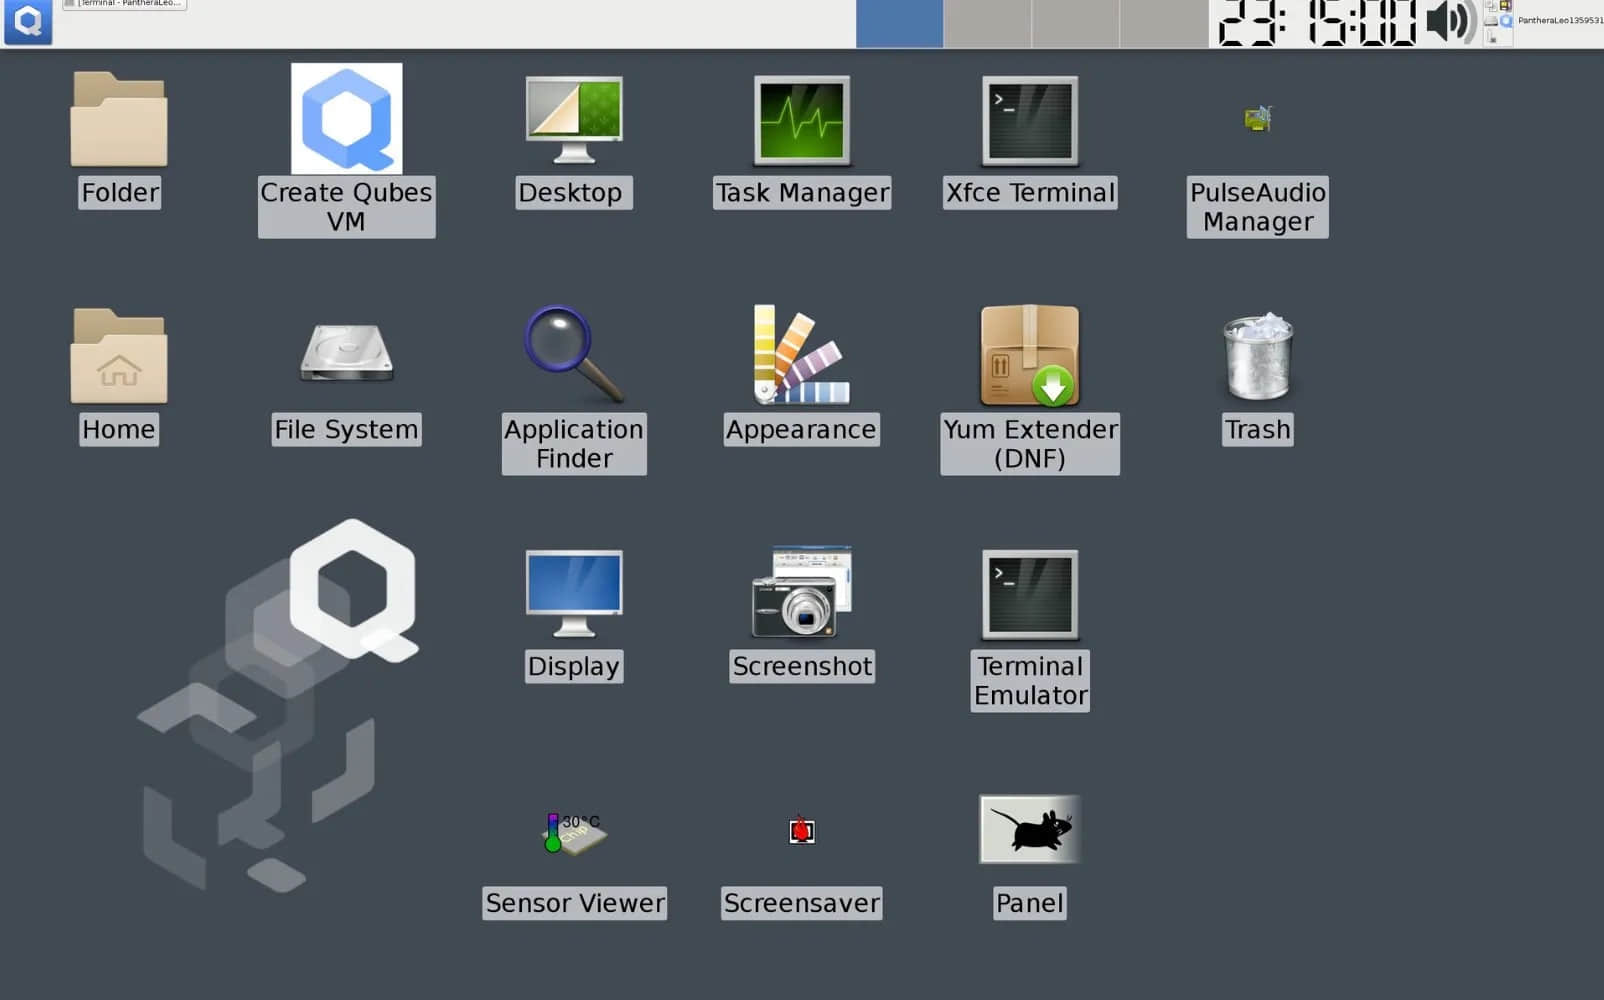 [Terminal - PantheraLeo...
23:15:00
PantheraLeo1359531
Folder
Create Qubes
VM
Desktop
Task Manager
Xfce Terminal
PulseAudio
Manager
Home
File System
Application
Finder
Appearance
Yum Extender
(DNF)
Trash
Display
Screenshot
Terminal
Emulator
30°C
Chip
Sensor Viewer
Screensaver
Panel